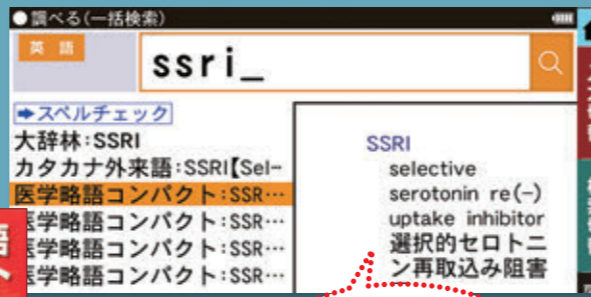 ●調べる(一括検索)
英語
ssri_
➡スペルチェック
大辞林:SSRI
カタカナ外来語:SSRI【Sel-
医学略語コンパクト:SSR…
医学略語コンパクト:SSR…
医学略語コンパクト:SSR…
医学略語コンパクト:SSR…
SSRI
selective
serotonin re(-)
uptake inhibitor
選択的セロトニ
ン再取込み阻害
語